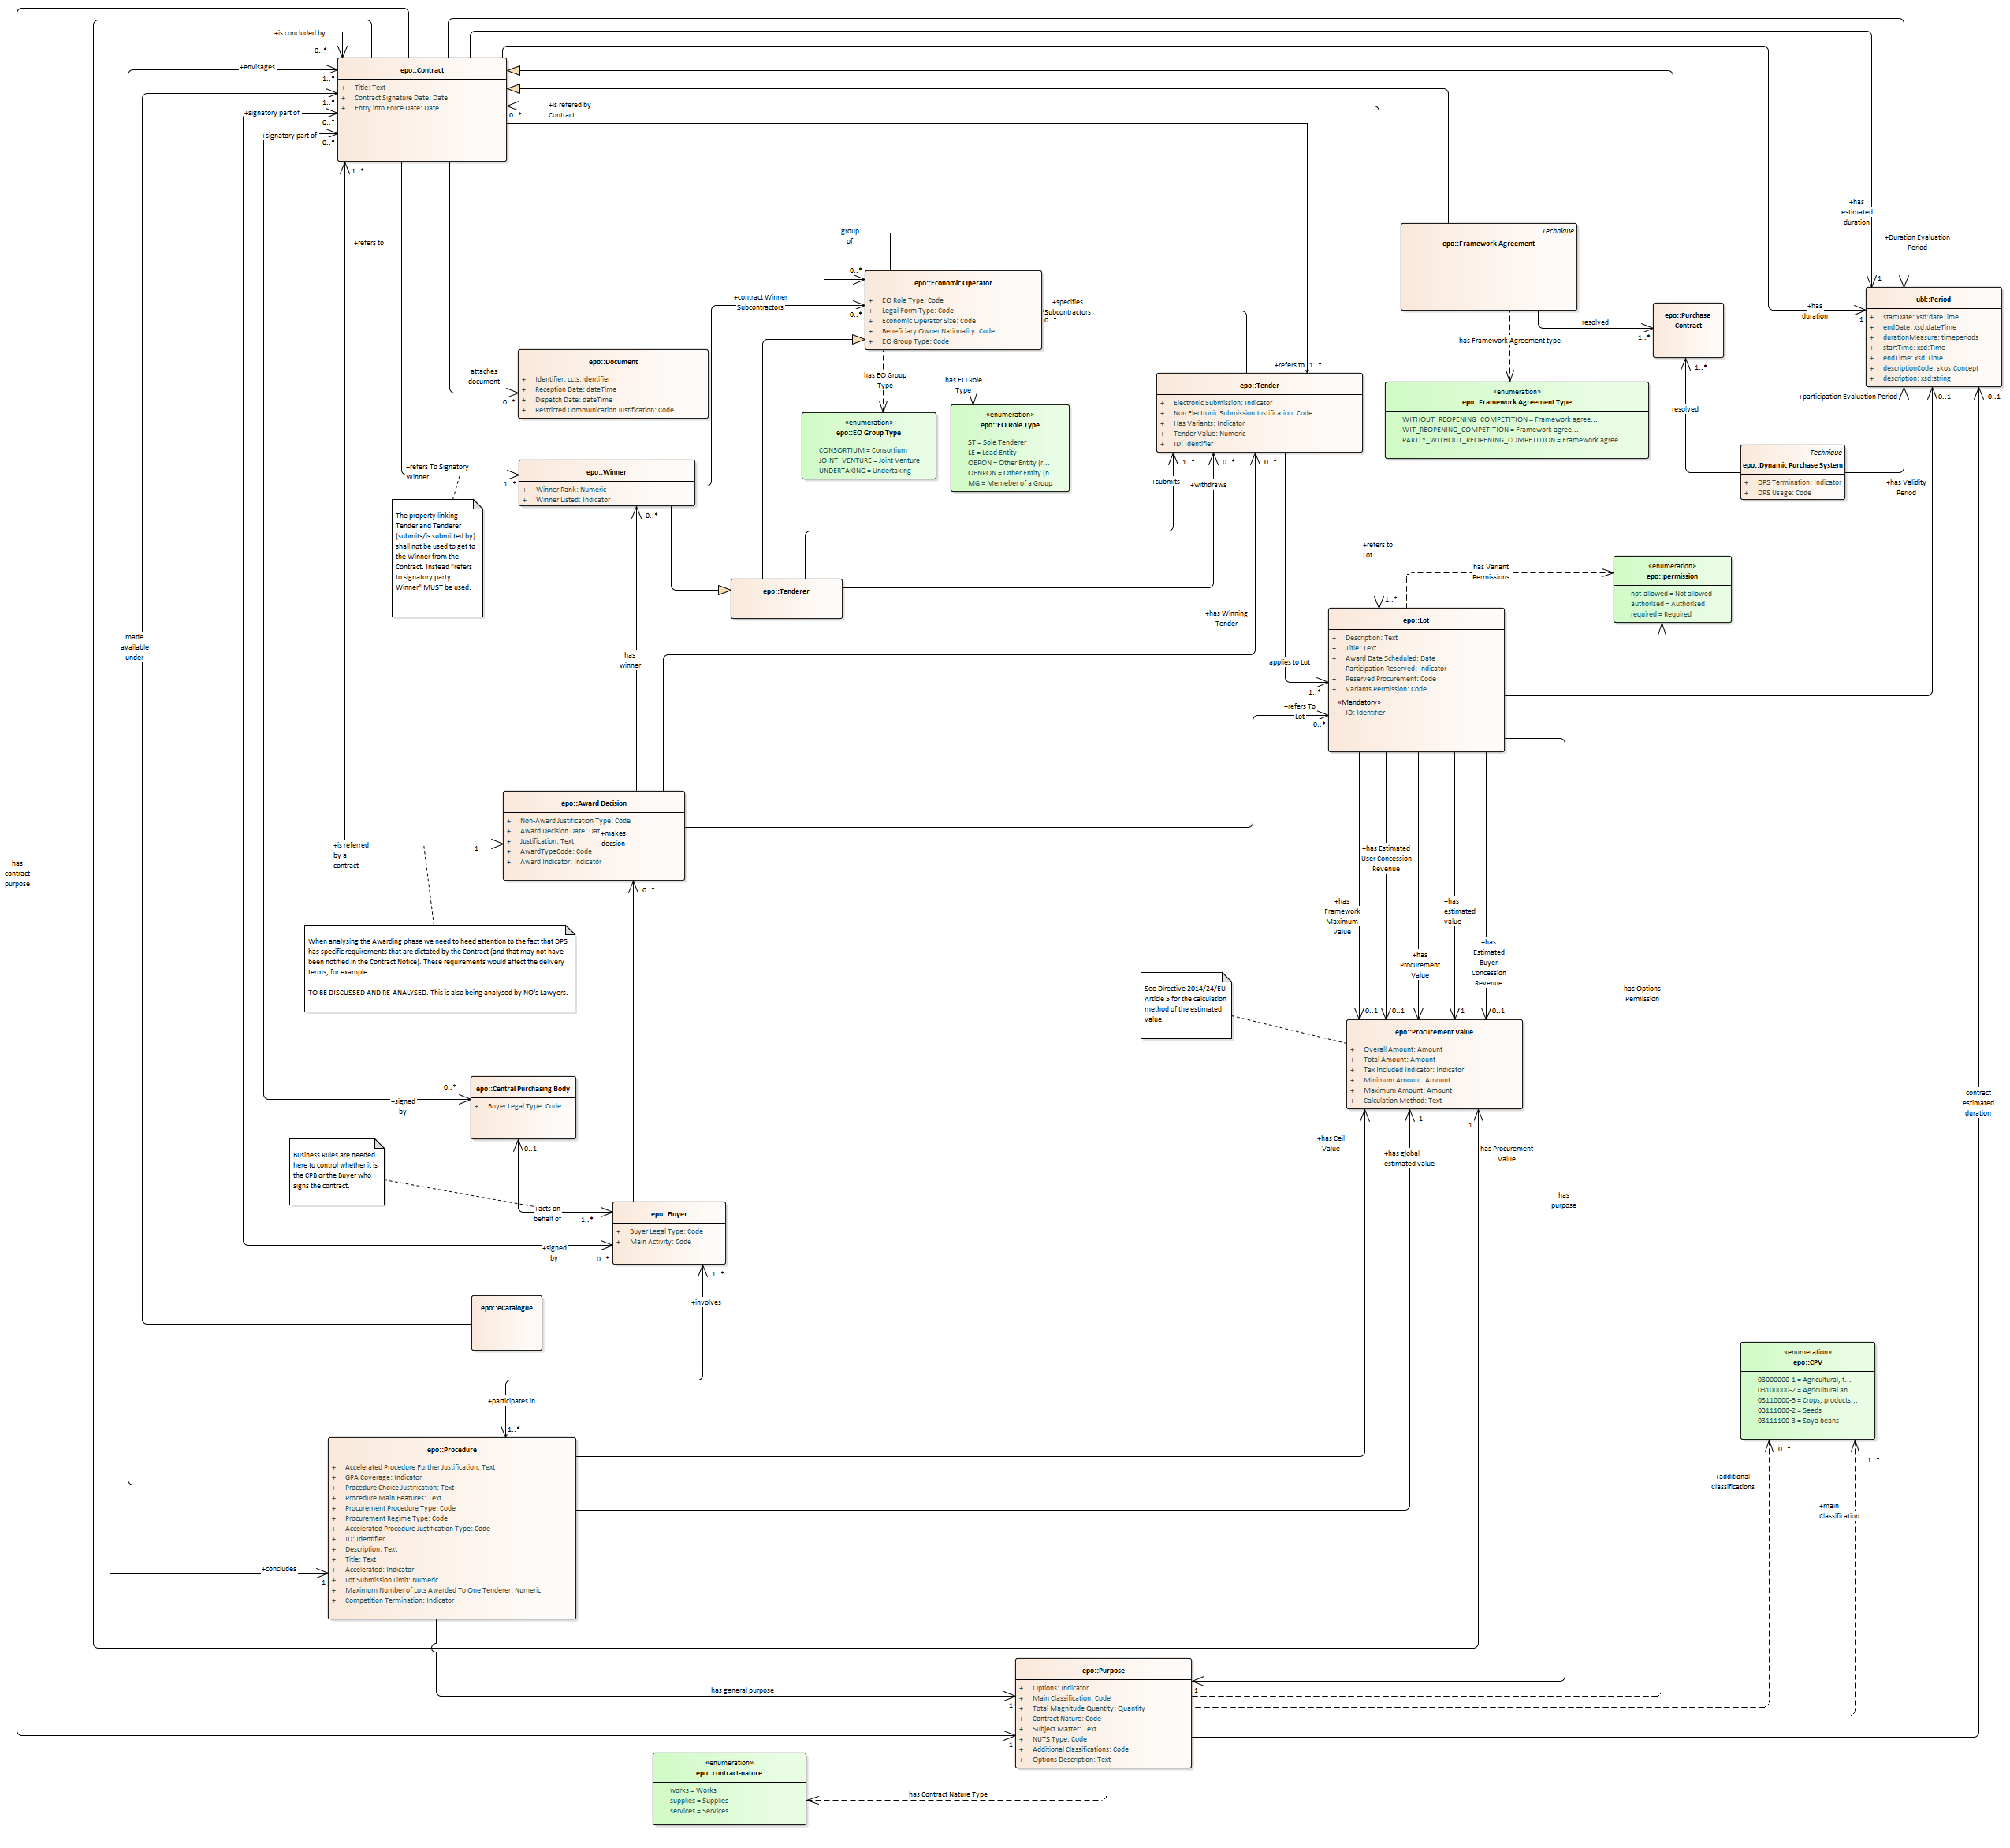 +is concluded by
0..*
+envisages
1..*
epo::Contract
+ Title: Text
+ Contract Signature Date: Date
+ Entry into Force Date: Date
1..*
+signatory part of
0..*
+signatory part of
0..*
1..*
+is refered by
Contract
0..*
+refers to
+has
estimated
duration
1
+Duration Evaluation
Period
Technique
epo::Framework Agreement
group
of
0..*
epo::Economic Operator
+ EO Role Type: Code
+ Legal Form Type: Code
+ Economic Operator Size: Code
+ Beneficiary Owner Nationality: Code
+ EO Group Type: Code
+contract Winner
Subcontractors
0..*
+specifies
Subcontractors
0..*
resolved
1..*
epo::Purchase
Contract
+has
duration
1
ubl::Period
+ startDate: xsd:dateTime
+ endDate: xsd:dateTime
+ durationMeasure: timeperiods
+ startTime: xsd:Time
+ endTime: xsd:Time
+ descriptionCode: skos:Concept
+ description: xsd:string
has Framework Agreement type
epo::Document
+ Identifier: ccts:Identifier
+ Reception Date: dateTime
+ Dispatch Date: dateTime
+ Restricted Communication Justification: Code
attaches
document
0..*
has EO Group
Type
has EO Role
Type
+refers to
1..*
epo::Tender
+ Electronic Submission: Indicator
+ Non Electronic Submission Justification: Code
+ Has Variants: Indicator
+ Tender Value: Numeric
+ ID: Identifier
«enumeration»
epo::Framework Agreement Type
WITHOUT_REOPENING_COMPETITION = Framework agree...
WIT_REOPENING_COMPETITION = Framework agree...
PARTLY_WITHOUT_REOPENING_COMPETITION = Framework agree...
1..*
resolved
+participation Evaluation Period
0..1
0..1
«enumeration»
epo::EO Group Type
CONSORTIUM = Consortium
JOINT_VENTURE = Joint Venture
UNDERTAKING = Undertaking
«enumeration»
epo::EO Role Type
ST = Sole Tenderer
LE = Lead Entity
OERON = Other Entity (r...
OENRON = Other Entity (n...
MG = Memeber of a Group
Technique
epo::Dynamic Purchase System
+ DPS Termination: Indicator
+ DPS Usage: Code
+has Validity
Period
+refers To Signatory
Winner
1..*
epo::Winner
+ Winner Rank: Numeric
+ Winner Listed: Indicator
0..*
1..*
0..*
0..*
+submits
+withdraws
The property linking
Tender and Tenderer
(submits/is submitted by)
shall not be used to get to
the Winner from the
Contract. Instead "refers
to signatory party
Winner" MUST be used.
+refers to
Lot
1..*
has Variant
Permissions
«enumeration»
epo::permission
not-allowed = Not allowed
authorised = Authorised
required = Required
epo::Tenderer
+has Winning
Tender
epo::Lot
+ Description: Text
+ Title: Text
+ Award Date Scheduled: Date
+ Participation Reserved: Indicator
+ Reserved Procurement: Code
+ Variants Permission: Code
«Mandatory»
+ ID: Identifier
made
available
under
has
winner
applies to Lot
1..*
+refers To
Lot
0..*
epo::Award Decision
+ Non-Award Justification Type: Code
+ Award Decision Date: Dat
+ Justification: Text
+ AwardTypeCode: Code
+ Award Indicator: Indicator
+makes
decsion
0..*
+is referred
by a
contract
1
has
contract
purpose
+has Estimated
User Concession
Revenue
+has
Framework
Maximum
Value
+has
estimated
value
+has
Procurement
Value
+has
Estimated
Buyer
Concession
Revenue
0..1
0..1
1
0..1
When analysing the Awarding phase we need to heed attention to the fact that DPS
has specific requirements that are dictated by the Contract (and that may not have
been notified in the Contract Notice). These requirements would affect the delivery
terms, for example.
TO BE DISCUSSED AND RE-ANALYSED. This is also being analysed by NO's Lawyers.
See Directive 2014/24/EU
Article 5 for the calculation
method of the estimated
value.
has Options
Permission
epo::Procurement Value
+ Overall Amount: Amount
+ Total Amount: Amount
+ Tax Included Indicator: Indicator
+ Minimum Amount: Amount
+ Maximum Amount: Amount
+ Calculation Method: Text
contract
estimated
duration
0..*
+signed
by
epo::Central Purchasing Body
+ Buyer Legal Type: Code
0..1
+has Ceil
Value
1
+has global
estimated value
1
has Procurement
Value
Business Rules are needed
here to control whether it is
the CPB or the Buyer who
signs the contract.
+acts on
behalf of
1..*
epo::Buyer
+ Buyer Legal Type: Code
+ Main Activity: Code
+signed
by
0..*
1..*
+involves
has
purpose
epo::eCatalogue
«enumeration»
epo::CPV
03000000-1 = Agricultural, f...
03100000-2 = Agricultural an...
03110000-5 = Crops, products...
03111000-2 = Seeds
03111100-3 = Soya beans
...
+participates in
1..*
0..*
1..*
+additional
Classifications
+main
Classification
epo::Procedure
+ Accelerated Procedure Further Justification: Text
+ GPA Coverage: Indicator
+ Procedure Choice Justification: Text
+ Procedure Main Features: Text
+ Procurement Procedure Type: Code
+ Procurement Regime Type: Code
+ Accelerated Procedure Justification Type: Code
+ ID: Identifier
+ Description: Text
+ Title: Text
+ Accelerated: Indicator
+ Lot Submission Limit: Numeric
+ Maximum Number of Lots Awarded To One Tenderer: Numeric
+ Competition Termination: Indicator
+concludes
1
has general purpose
1
1
1
epo::Purpose
+ Options: Indicator
+ Main Classification: Code
+ Total Magnitude Quantity: Quantity
+ Contract Nature: Code
+ Subject Matter: Text
+ NUTS Type: Code
+ Additional Classifications: Code
+ Options Description: Text
«enumeration»
epo::contract-nature
works = Works
supplies = Supplies
services = Services
has Contract Nature Type